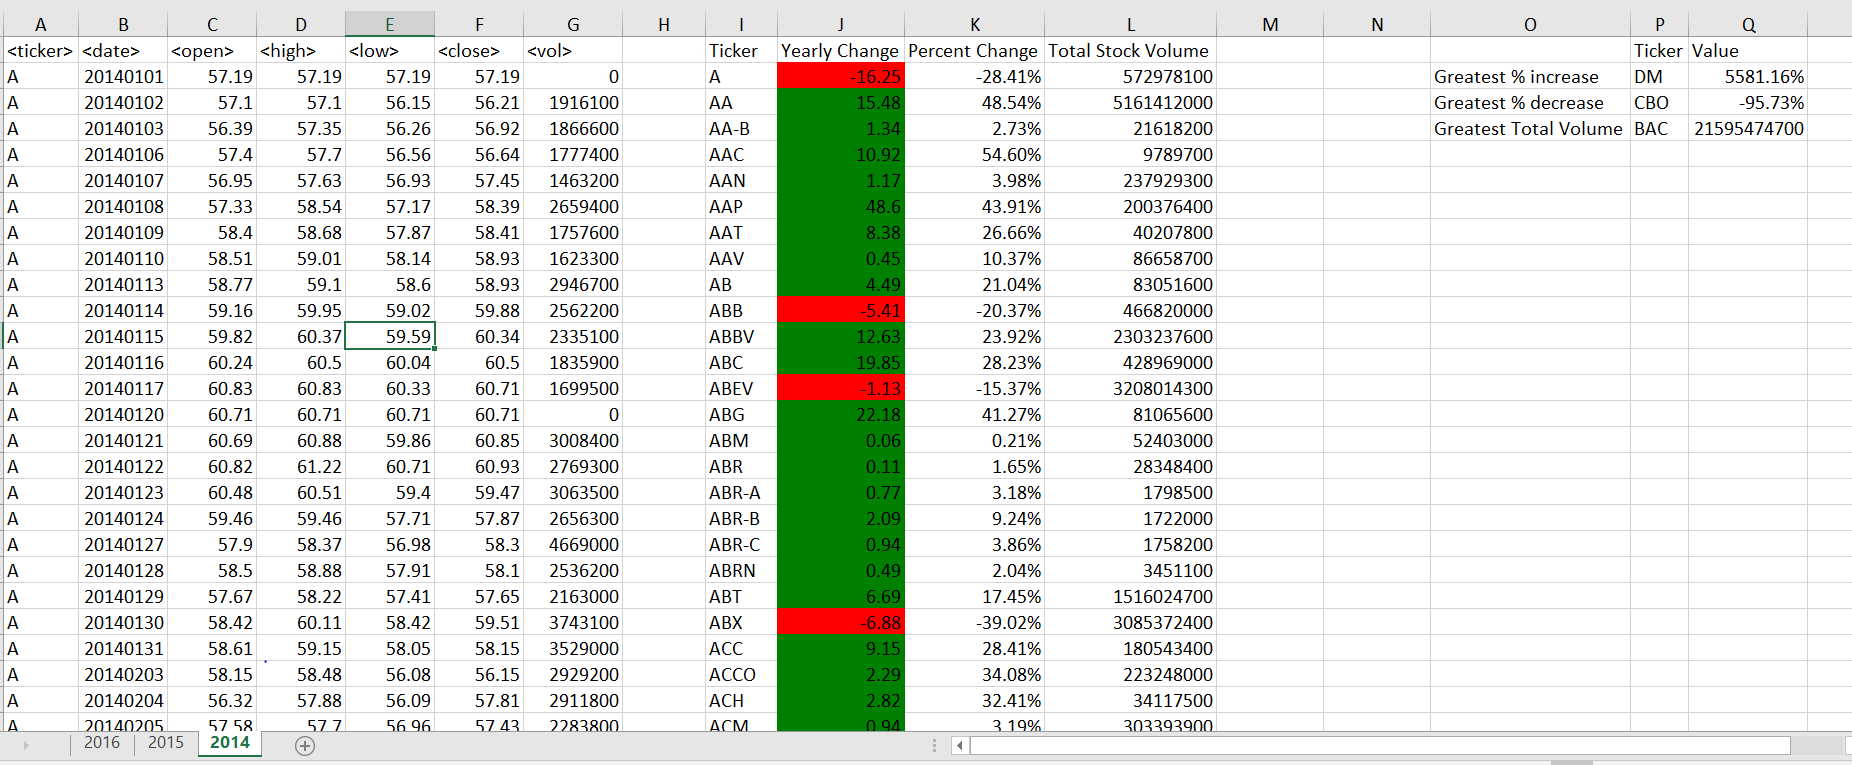 A B C D E F G H I J K L M N O P Q
<ticker> <date> <open> <high> <low> <close> <vol> Ticker Yearly Change Percent Change Total Stock Volume Ticker Value
A 20140101 57.19 57.19 57.19 57.19 0 A -16.25 -28.41% 572978100 Greatest % increase DM 5581.16%
A 20140102 57.1 57.1 56.15 56.21 1916100 AA 15.48 48.54% 5161412000 Greatest % decrease CBO -95.73%
A 20140103 56.39 57.35 56.26 56.92 1866600 AA-B 1.34 2.73% 21618200 Greatest Total Volume BAC 21595474700
A 20140106 57.4 57.7 56.56 56.64 1777400 AAC 10.92 54.60% 9789700
A 20140107 56.95 57.63 56.93 57.45 1463200 AAN 1.17 3.98% 237929300
A 20140108 57.33 58.54 57.17 58.39 2659400 AAP 48.6 43.91% 200376400
A 20140109 58.4 58.68 57.87 58.41 1757600 AAT 8.38 26.66% 40207800
A 20140110 58.51 59.01 58.14 58.93 1623300 AAV 0.45 10.37% 86658700
A 20140113 58.77 59.1 58.6 58.93 2946700 AB 4.49 21.04% 83051600
A 20140114 59.16 59.95 59.02 59.88 2562200 ABB -5.41 -20.37% 466820000
A 20140115 59.82 60.37 59.59 60.34 2335100 ABBV 12.63 23.92% 2303237600
A 20140116 60.24 60.5 60.04 60.5 1835900 ABC 19.85 28.23% 428969000
A 20140117 60.83 60.83 60.33 60.71 1699500 ABEV -1.13 -15.37% 3208014300
A 20140120 60.71 60.71 60.71 60.71 0 ABG 22.18 41.27% 81065600
A 20140121 60.69 60.88 59.86 60.85 3008400 ABM 0.06 0.21% 52403000
A 20140122 60.82 61.22 60.71 60.93 2769300 ABR 0.11 1.65% 28348400
A 20140123 60.48 60.51 59.4 59.47 3063500 ABR-A 0.77 3.18% 1798500
A 20140124 59.46 59.46 57.71 57.87 2656300 ABR-B 2.09 9.24% 1722000
A 20140127 57.9 58.37 56.98 58.3 4669000 ABR-C 0.94 3.86% 1758200
A 20140128 58.5 58.88 57.91 58.1 2536200 ABRN 0.49 2.04% 3451100
A 20140129 57.67 58.22 57.41 57.65 2163000 ABT 6.69 17.45% 1516024700
A 20140130 58.42 60.11 58.42 59.51 3743100 ABX -6.88 -39.02% 3085372400
A 20140131 58.61 59.15 58.05 58.15 3529000 ACC 9.15 28.41% 180543400
A 20140203 58.15 58.48 56.08 56.15 2929200 ACCO 2.29 34.08% 223248000
A 20140204 56.32 57.88 56.09 57.81 2911800 ACH 2.82 32.41% 34117500
A 20140205 57.58 57.7 56.96 57.43 2283800 ACM 0.94 3.19% 303393900
2016 2015 2014